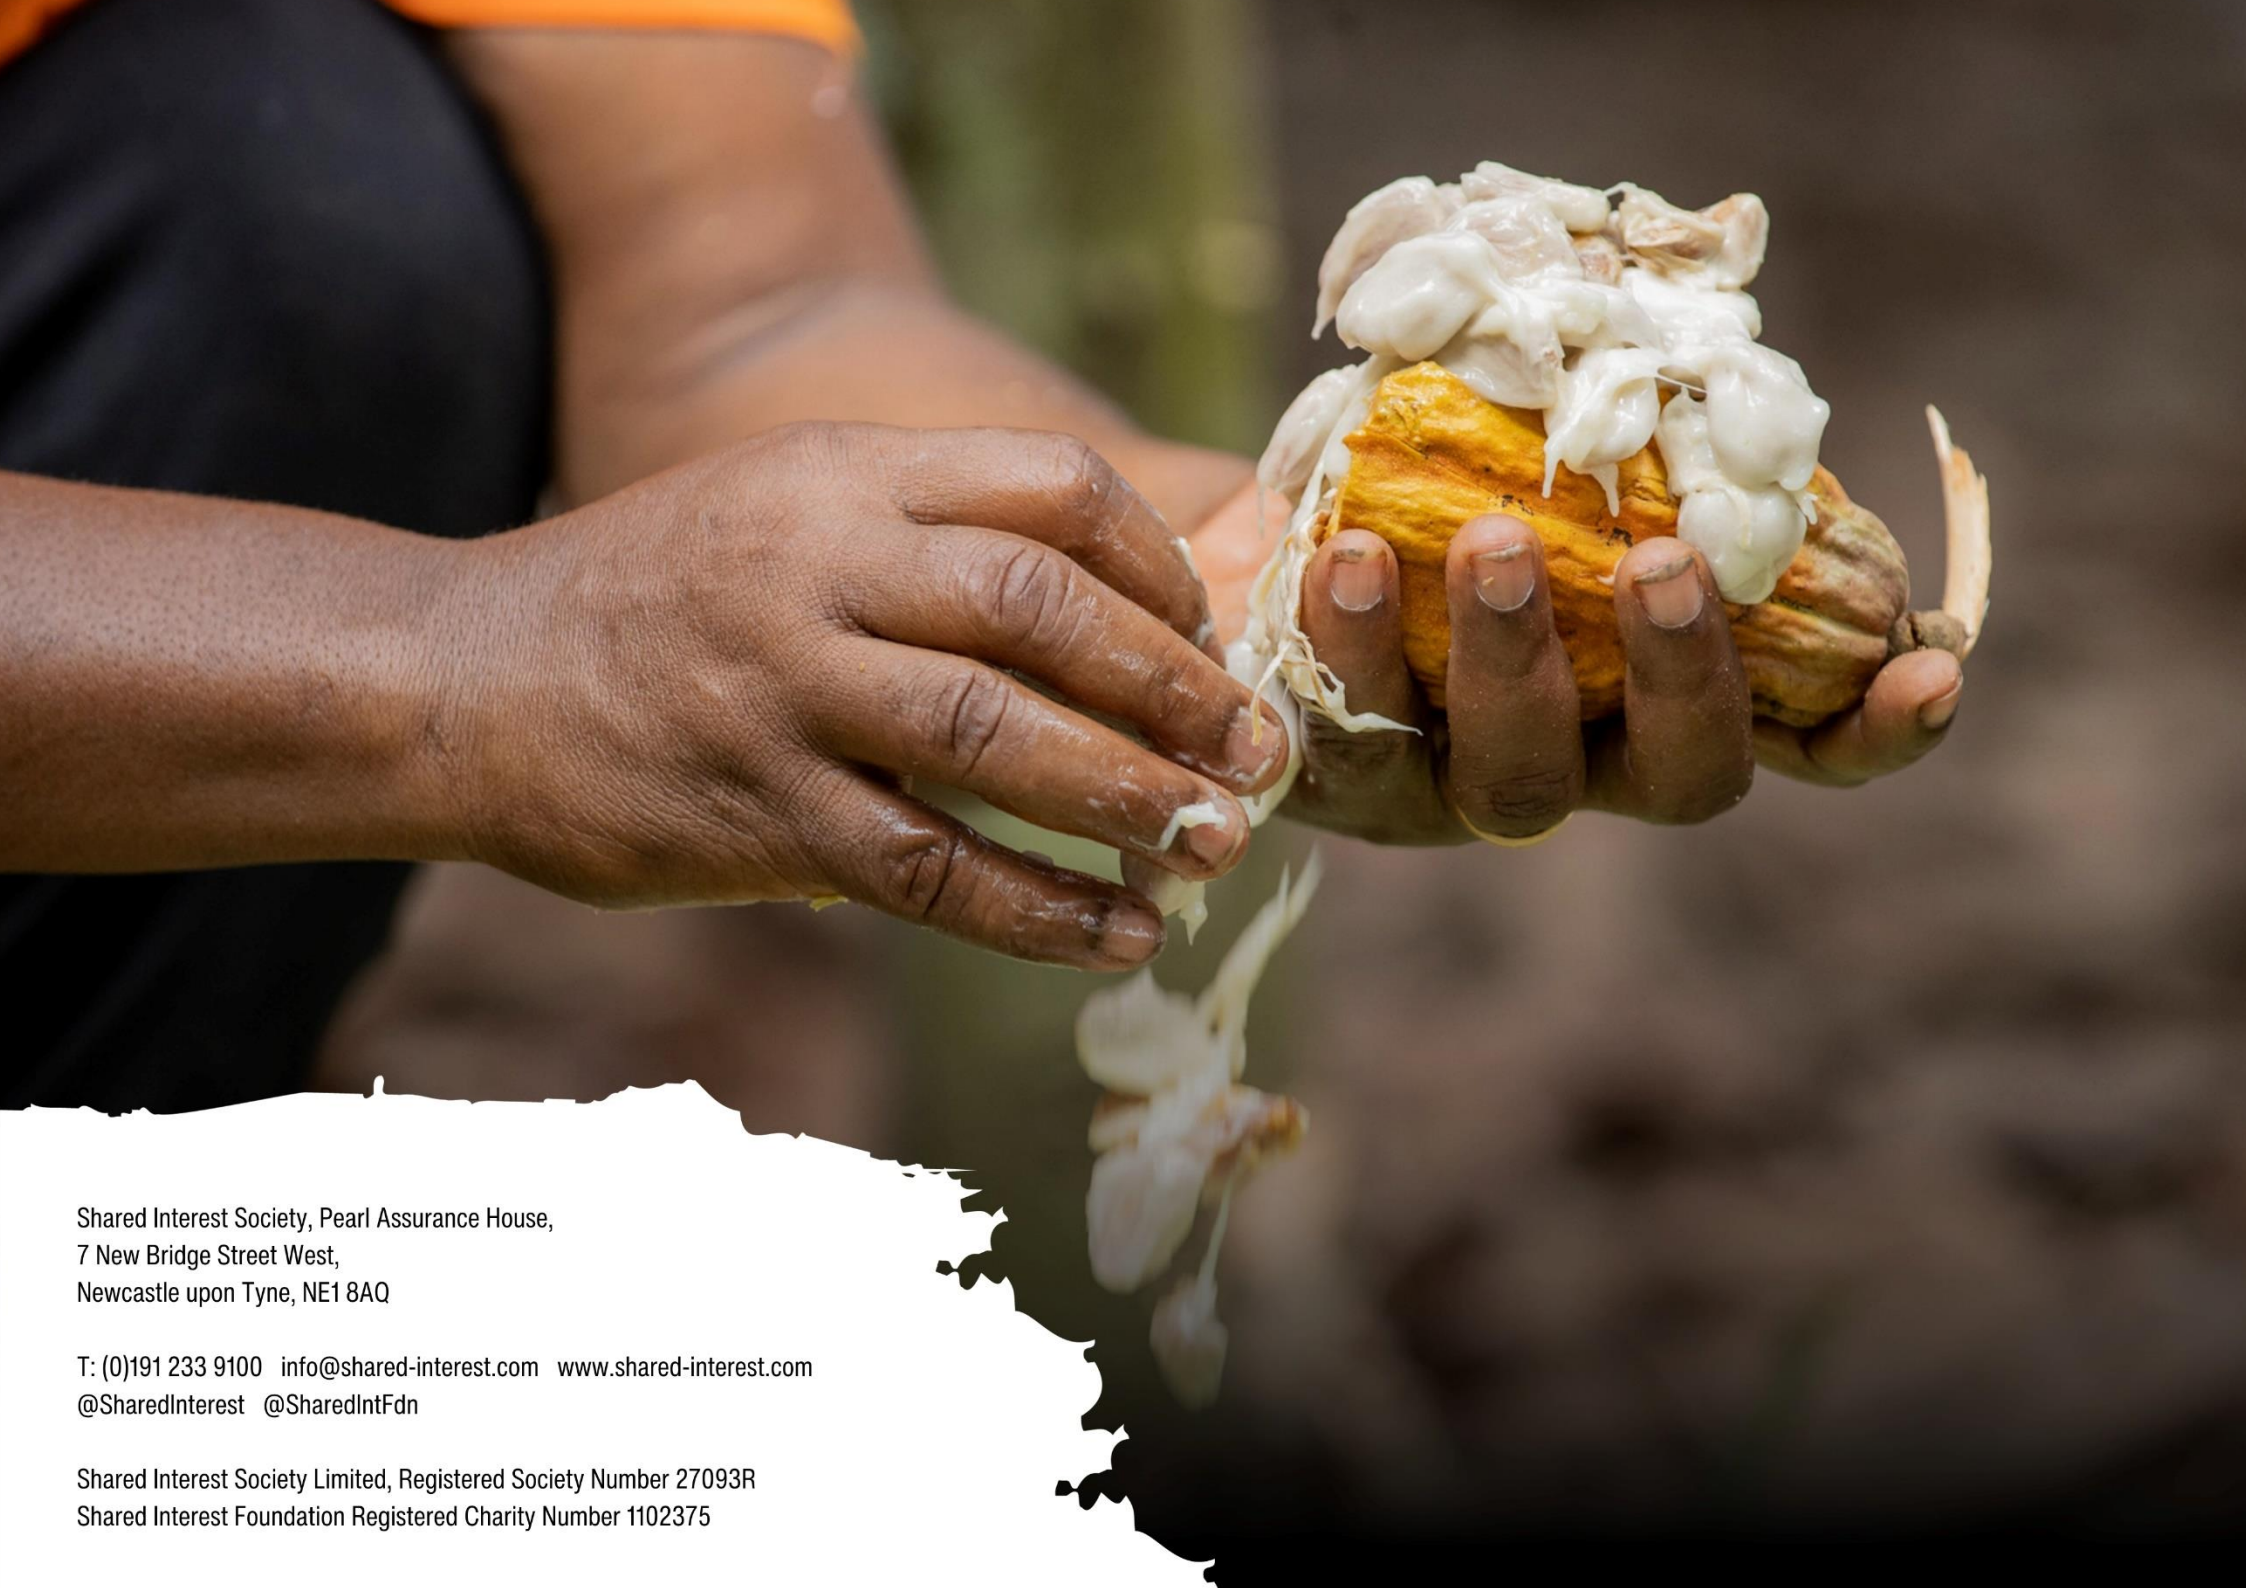 Shared Interest Society, Pearl Assurance House,
7 New Bridge Street West,
Newcastle upon Tyne, NE1 8AQ
T: (0)191 233 9100 info@shared-interest.com www.shared-interest.com
@SharedInterest @SharedIntFdn
Shared Interest Society Limited, Registered Society Number 27093R
Shared Interest Foundation Registered Charity Number 1102375